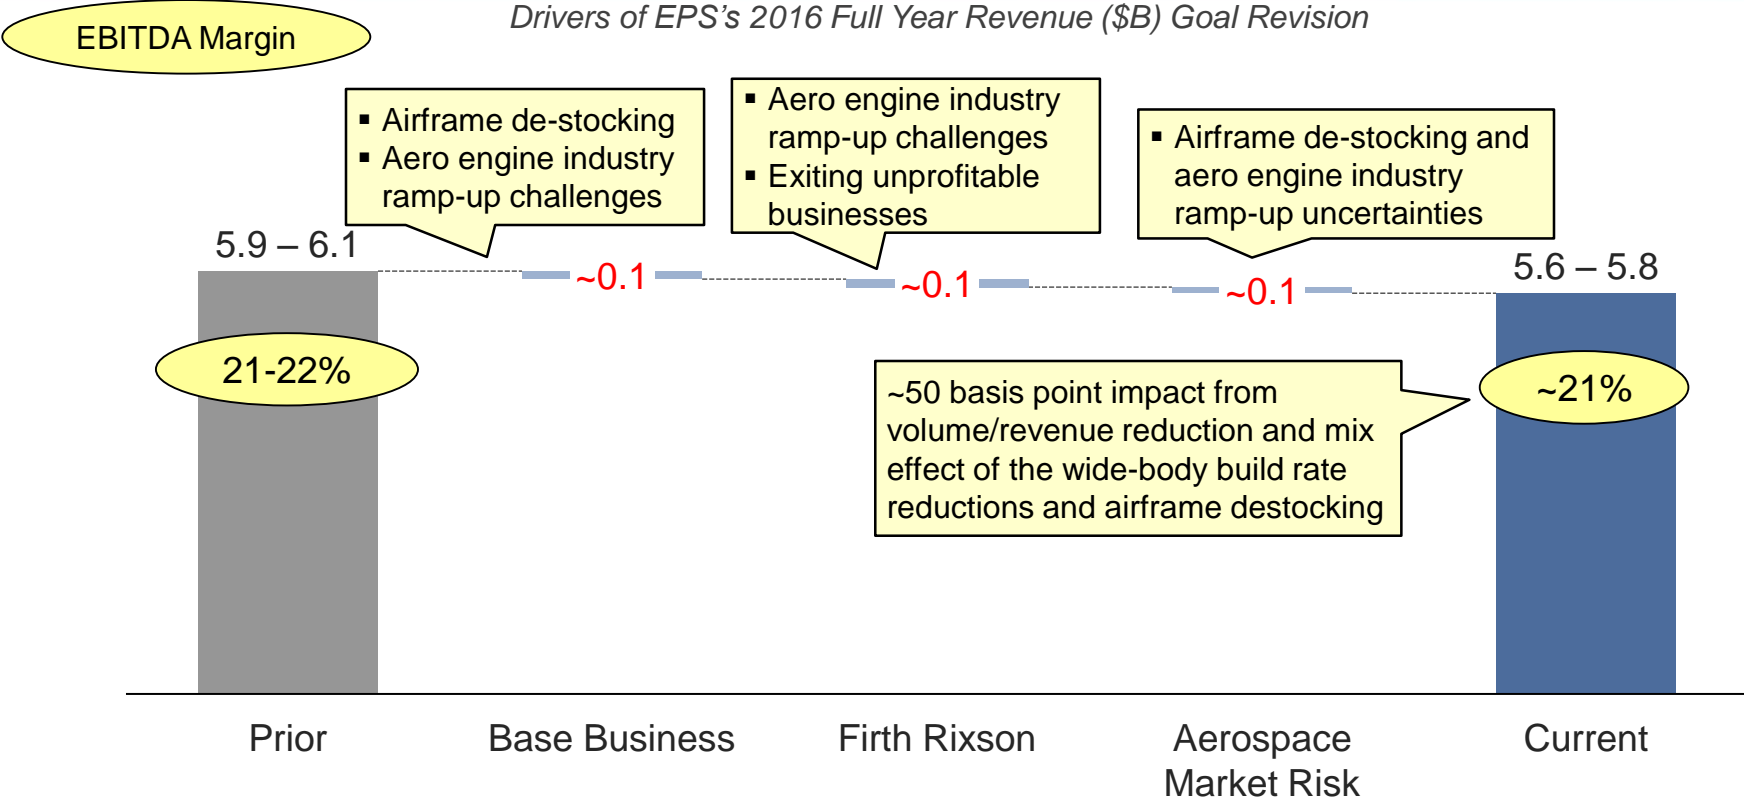 Drivers of EPS’s 2016 Full Year Revenue ($B) Goal Revision
EBITDA Margin
▪ Airframe de-stocking
▪ Aero engine industry
ramp-up challenges
▪ Aero engine industry
ramp-up challenges
▪ Exiting unprofitable
businesses
▪ Airframe de-stocking and
aero engine industry
ramp-up uncertainties
5.9 – 6.1
~0.1
~0.1
~0.1
5.6 – 5.8
21-22%
~50 basis point impact from
volume/revenue reduction and mix
effect of the wide-body build rate
reductions and airframe destocking
~21%
Prior
Base Business
Firth Rixson
Aerospace
Market Risk
Current